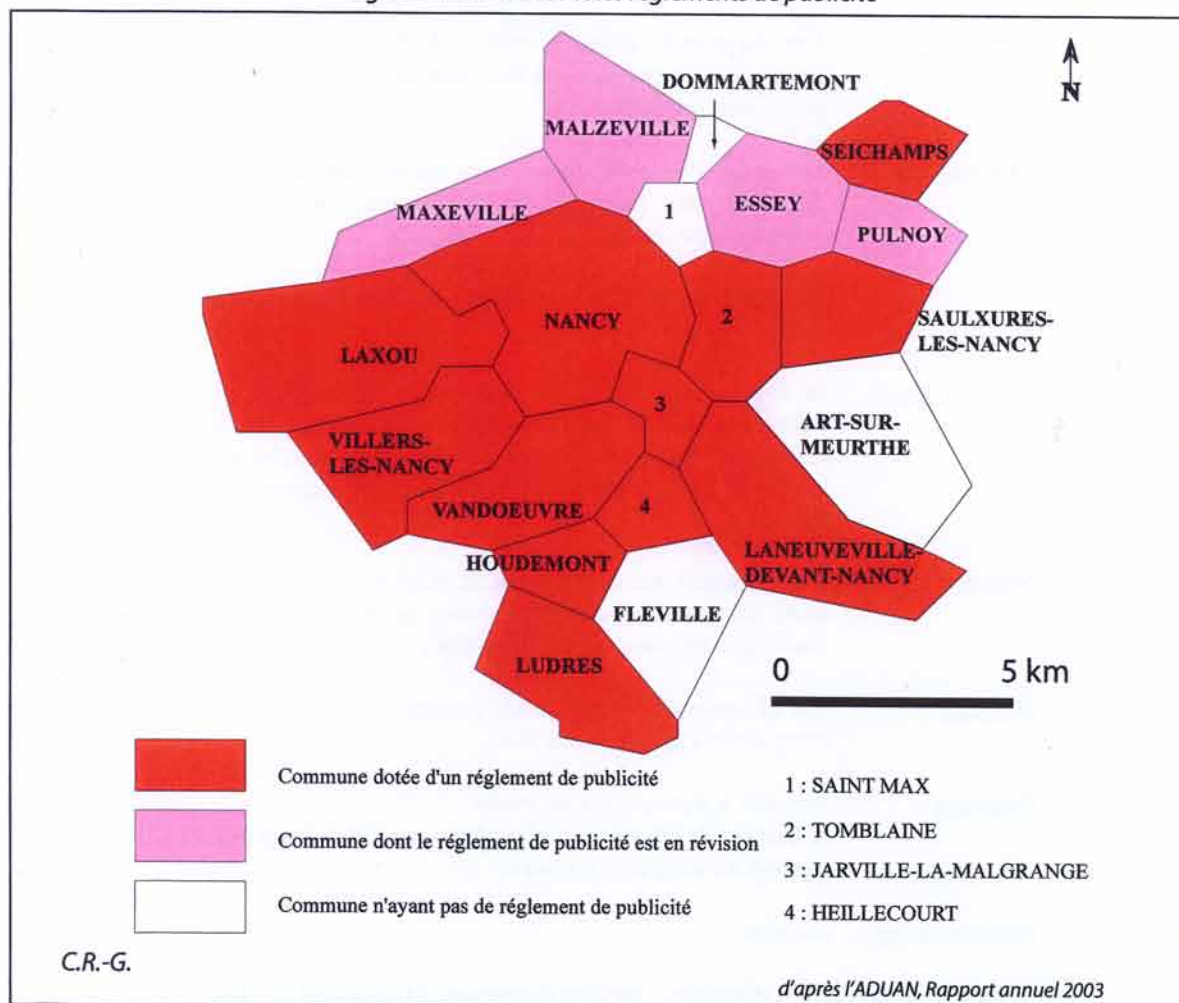 réglements de publicité
N
DOMMARTEMONT
MALZEVILLE
SEICHAMPS
MAXEVILLE
1
ESSEY
PULNOY
NANCY
2
SAULXURES-
LES-NANCY
LAXOU
3
ART-SUR-
MEURTHE
VILLERS-
LES-NANCY
VANDOEUVRE
4
HOUDEMONT
LANEUVEVILLE-
DEVANT-NANCY
FLEVILLE
LUDRES
0 5 km
Commune dotée d'un réglement de publicité
Commune dont le réglement de publicité est en révision
Commune n'ayant pas de réglement de publicité
1 : SAINT MAX
2 : TOMBLAINE
3 : JARVILLE-LA-MALGRANGE
4 : HEILLECOURT
C.R.-G.
d'après l'ADUAN, Rapport annuel 2003